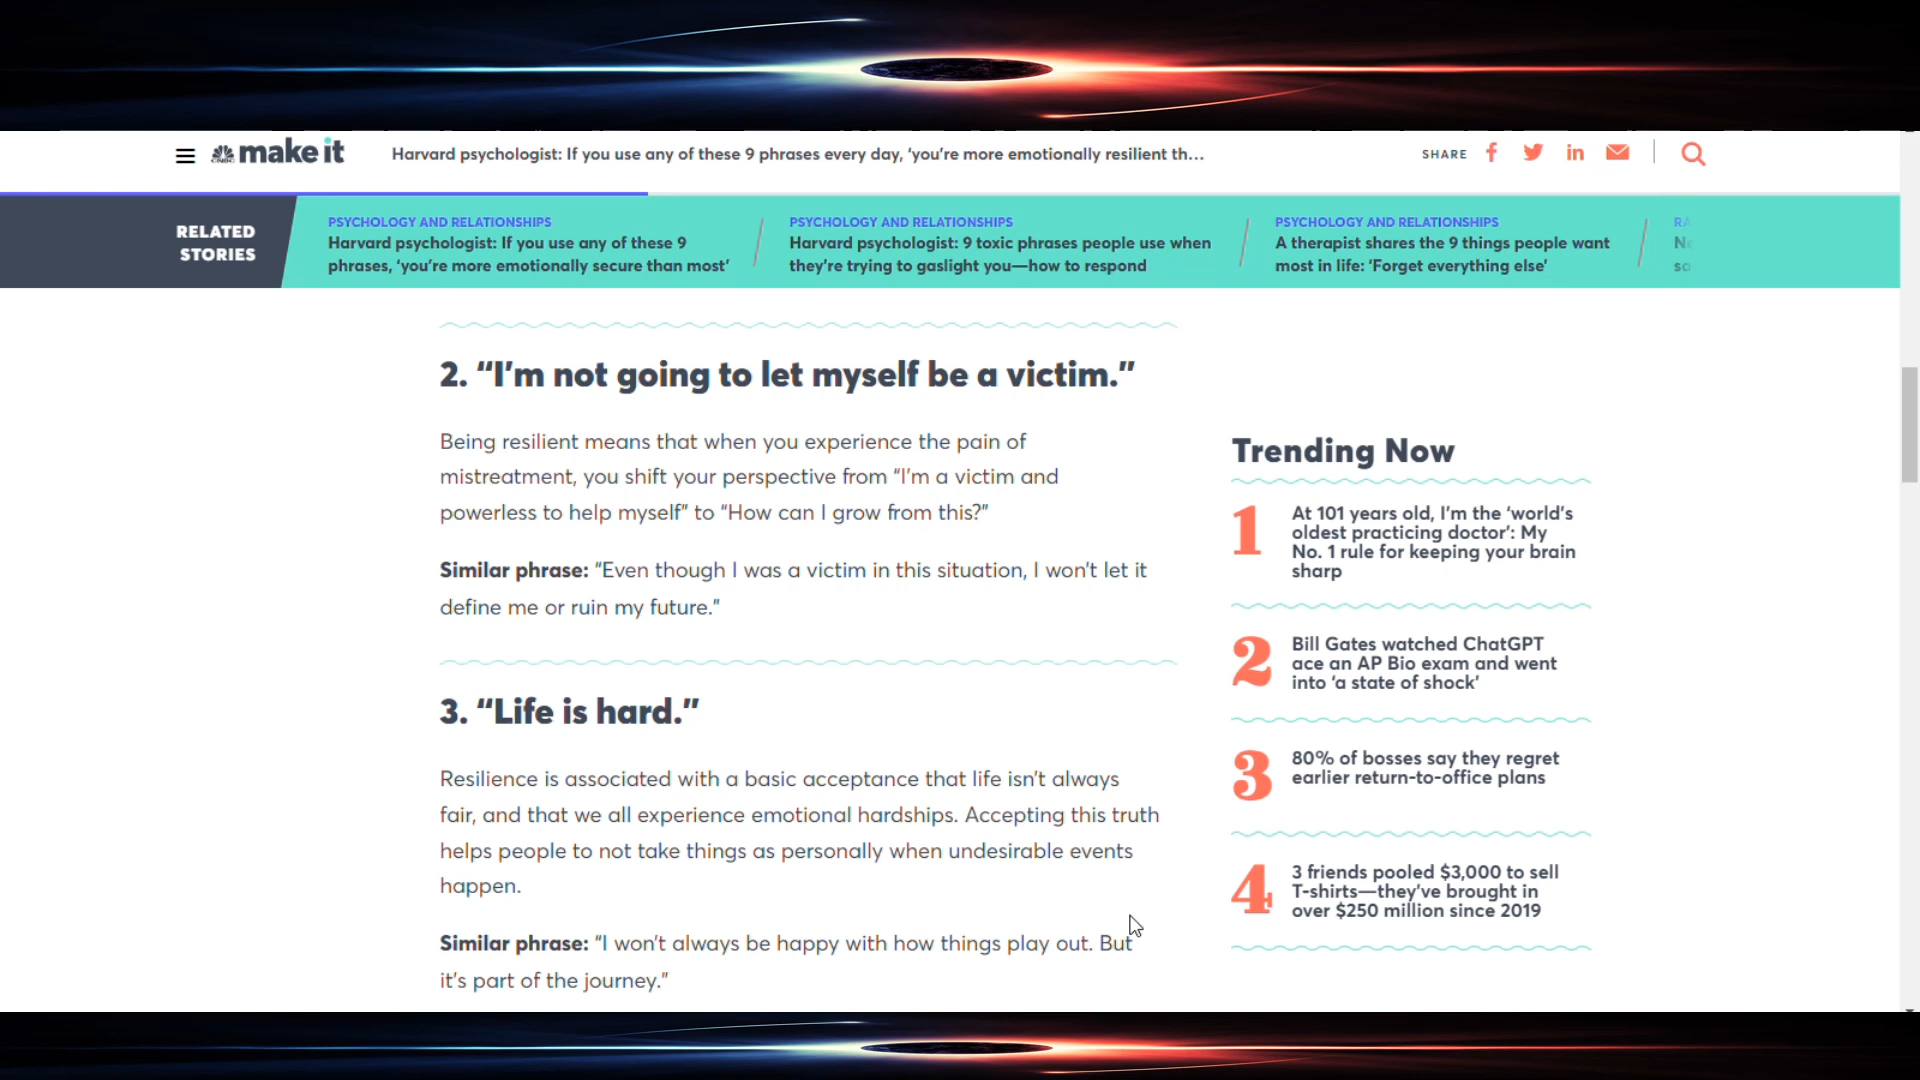 make it
Harvard psychologist: If you use any of these 9 phrases every day, ‘you’re more emotionally resilient th...
SHARE
RELATED
STORIES
PSYCHOLOGY AND RELATIONSHIPS
Harvard psychologist: If you use any of these 9
phrases, ‘you’re more emotionally secure than most’
PSYCHOLOGY AND RELATIONSHIPS
Harvard psychologist: 9 toxic phrases people use when
they’re trying to gaslight you—how to respond
PSYCHOLOGY AND RELATIONSHIPS
A therapist shares the 9 things people want
most in life: ‘Forget everything else’
2. “I’m not going to let myself be a victim.”
Being resilient means that when you experience the pain of
mistreatment, you shift your perspective from “I’m a victim and
powerless to help myself” to “How can I grow from this?”
Similar phrase: “Even though I was a victim in this situation, I won’t let it
define me or ruin my future.”
3. “Life is hard.”
Resilience is associated with a basic acceptance that life isn’t always
fair, and that we all experience emotional hardships. Accepting this truth
helps people to not take things as personally when undesirable events
happen.
Similar phrase: “I won’t always be happy with how things play out. But
it’s part of the journey.”
Trending Now
1
At 101 years old, I’m the ‘world’s
oldest practicing doctor’: My
No. 1 rule for keeping your brain
sharp
2
Bill Gates watched ChatGPT
ace an AP Bio exam and went
into ‘a state of shock’
3
80% of bosses say they regret
earlier return-to-office plans
4
3 friends pooled $3,000 to sell
T-shirts—they’ve brought in
over $250 million since 2019